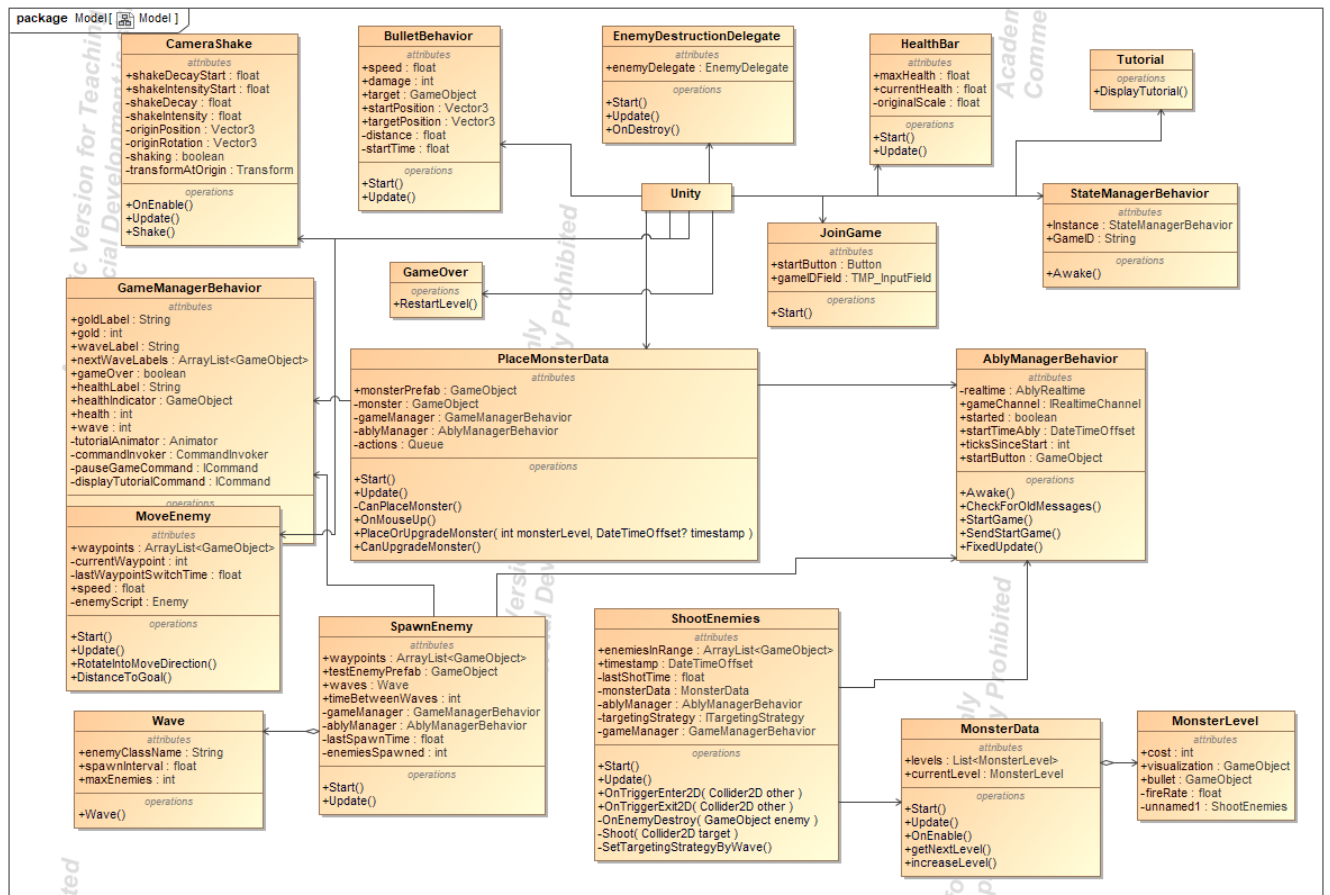 package Model [ Model ]
CameraShake
attributes
+shakeDecayStart : float
+shakeIntensityStart : float
-shakeDecay : float
-shakeIntensity : float
-originPosition : Vector3
-originRotation : Vector3
-shaking : boolean
-transformAtOrigin : Transform
operations
+OnEnable()
+Update()
+Shake()
BulletBehavior
attributes
+speed : float
+damage : int
+target : GameObject
+startPosition : Vector3
+targetPosition : Vector3
-distance : float
-startTime : float
operations
+Start()
+Update()
EnemyDestructionDelegate
attributes
+enemyDelegate : EnemyDelegate
operations
+Start()
+Update()
+OnDestroy()
HealthBar
attributes
+maxHealth : float
+currentHealth : float
-originalScale : float
operations
+Start()
+Update()
Tutorial
operations
+DisplayTutorial()
Unity
StateManagerBehavior
attributes
+Instance : StateManagerBehavior
+GameID : String
operations
+Awake()
JoinGame
attributes
+startButton : Button
+gameIDField : TMP_InputField
operations
+Start()
GameOver
operations
+RestartLevel()
GameManagerBehavior
attributes
+goldLabel : String
+gold : int
+waveLabel : String
+nextWaveLabels : ArrayList<GameObject>
+gameOver : boolean
+healthLabel : String
+healthIndicator : GameObject
+health : int
+wave : int
-tutorialAnimator : Animator
-commandInvoker : CommandInvoker
-pauseGameCommand : ICommand
-displayTutorialCommand : ICommand
operations
PlaceMonsterData
attributes
+monsterPrefab : GameObject
-monster : GameObject
-gameManager : GameManagerBehavior
-ablyManager : AblyManagerBehavior
-actions : Queue
operations
+Start()
+Update()
-CanPlaceMonster()
+OnMouseUp()
+PlaceOrUpgradeMonster( int monsterLevel, DateTimeOffset? timestamp )
+CanUpgradeMonster()
AblyManagerBehavior
attributes
-realtime : AblyRealtime
+gameChannel : IRealtimeChannel
+started : boolean
+startTimeAbly : DateTimeOffset
+ticksSinceStart : int
+startButton : GameObject
operations
+Awake()
+CheckForOldMessages()
+StartGame()
+SendStartGame()
+FixedUpdate()
MoveEnemy
attributes
+waypoints : ArrayList<GameObject>
-currentWaypoint : int
-lastWaypointSwitchTime : float
+speed : float
-enemyScript : Enemy
operations
+Start()
+Update()
+RotateIntoMoveDirection()
+DistanceToGoal()
SpawnEnemy
attributes
+waypoints : ArrayList<GameObject>
+testEnemyPrefab : GameObject
+waves : Wave
+timeBetweenWaves : int
-gameManager : GameManagerBehavior
-ablyManager : AblyManagerBehavior
-lastSpawnTime : float
-enemiesSpawned : int
operations
+Start()
+Update()
ShootEnemies
attributes
+enemiesInRange : ArrayList<GameObject>
+timestamp : DateTimeOffset
-lastShotTime : float
-monsterData : MonsterData
-ablyManager : AblyManagerBehavior
-targetingStrategy : ITargetingStrategy
-gameManager : GameManagerBehavior
operations
+Start()
+Update()
+OnTriggerEnter2D( Collider2D other )
+OnTriggerExit2D( Collider2D other )
-OnEnemyDestroy( GameObject enemy )
-Shoot( Collider2D target )
-SetTargetingStrategyByWave()
Wave
attributes
+enemyClassName : String
+spawnInterval : float
+maxEnemies : int
operations
+Wave()
MonsterData
attributes
+levels : List<MonsterLevel>
+currentLevel : MonsterLevel
operations
+Start()
+Update()
+OnEnable()
+getNextLevel()
+increaseLevel()
MonsterLevel
attributes
+cost : int
+visualization : GameObject
+bullet : GameObject
-fireRate : float
-unnamed1 : ShootEnemies